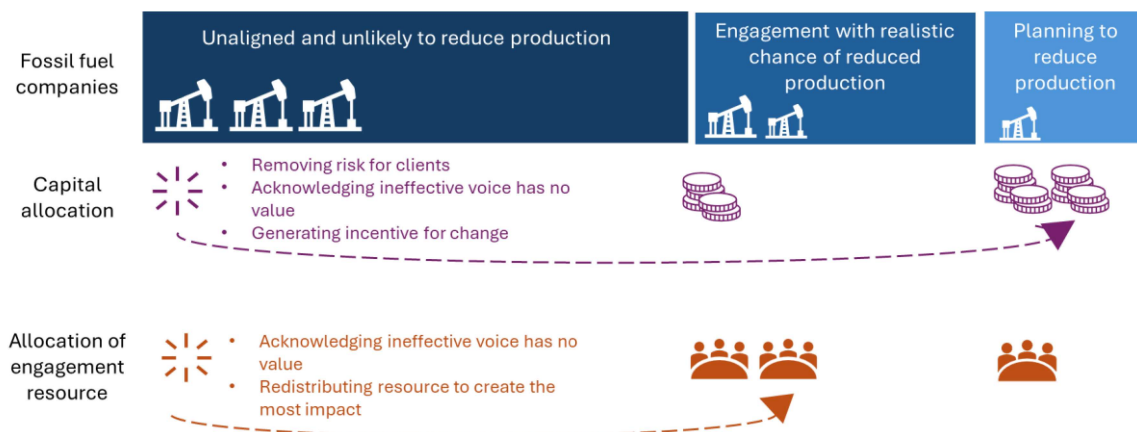 Fossil fuel
companies
Unaligned and unlikely to reduce production
Engagement with realistic
chance of reduced
production
Planning to
reduce
production
Capital
allocation
• Removing risk for clients
• Acknowledging ineffective voice has no
value
• Generating incentive for change
Allocation of
engagement
resource
• Acknowledging ineffective voice has no
value
• Redistributing resource to create the
most impact